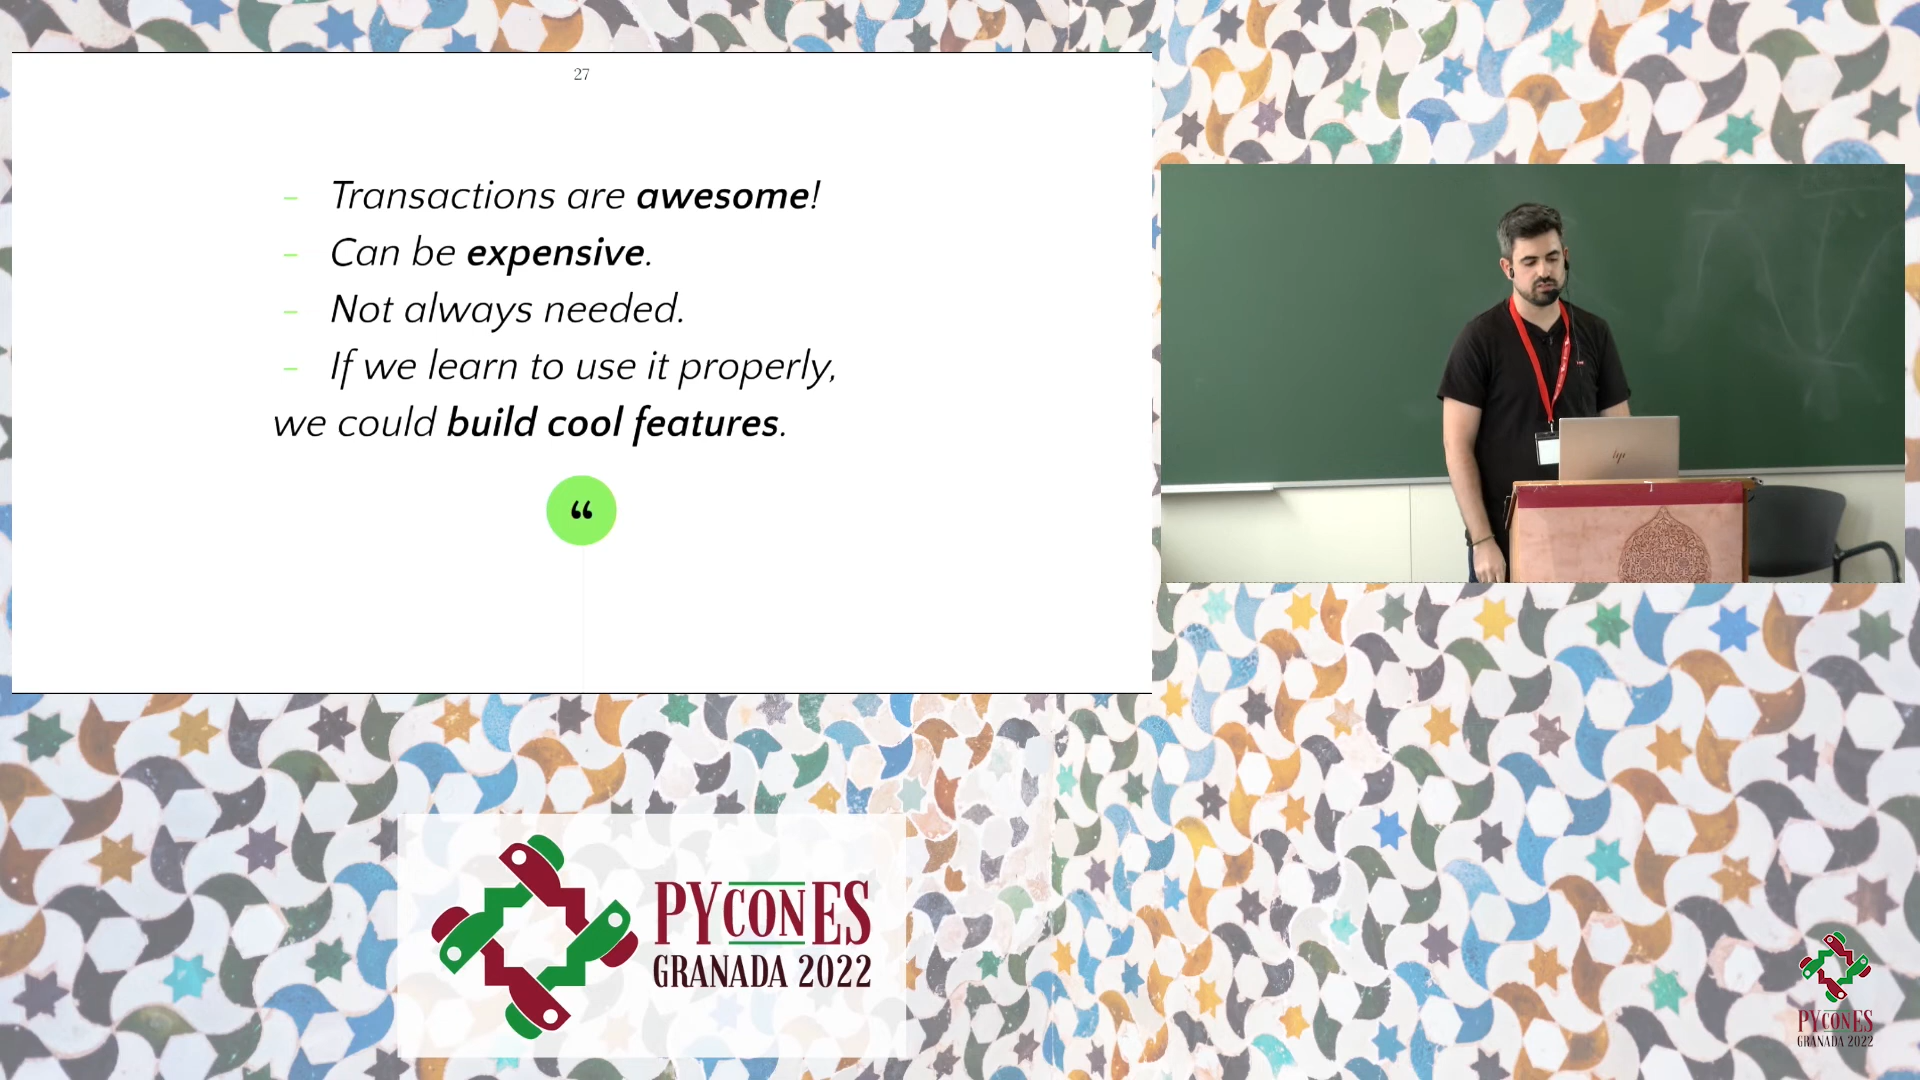 27
- Transactions are awesome!
- Can be expensive.
- Not always needed.
- If we learn to use it properly,
we could build cool features.
“
hp
PYCONES
GRANADA 2022
PYCONES
GRANADA 2022